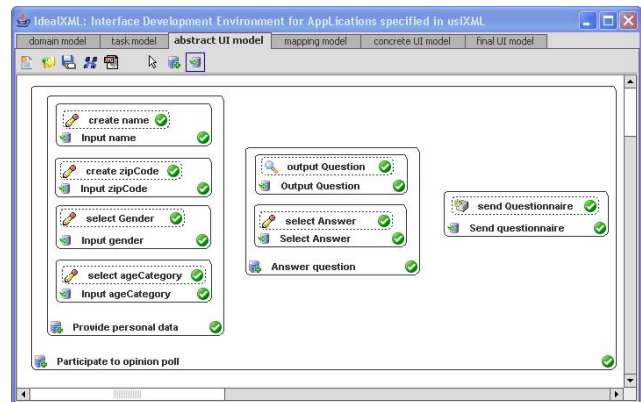 IdealXML: Interface Development Environment for AppLications specified in usiXML
domain model task model abstract UI model mapping model concrete UI model final UI model
create name
Input name
create zipCode
Input zipCode
select Gender
Input gender
select ageCategory
Input ageCategory
Provide personal data
output Question
Output Question
select Answer
Select Answer
Answer question
send Questionnaire
Send questionnaire
Participate to opinion poll